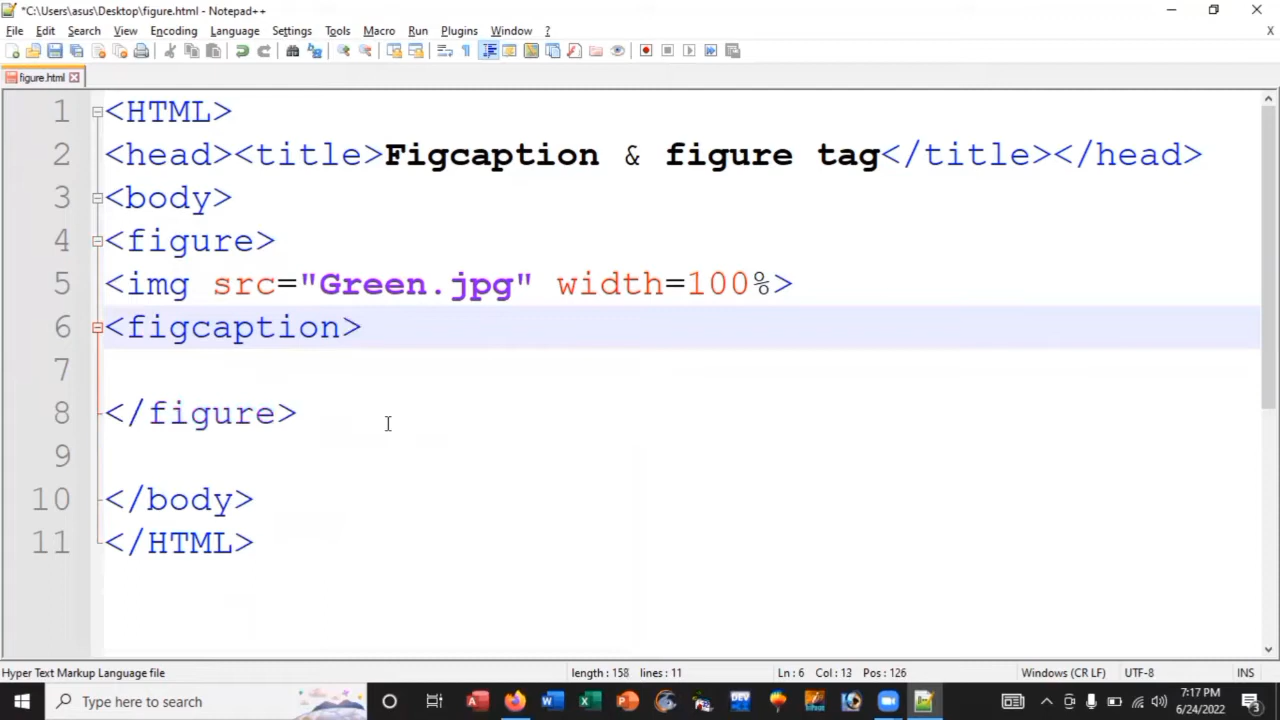 *C:\Users\asus\Desktop\figure.html - Notepad++
File Edit Search View Encoding Language Settings Tools Macro Run Plugins Window ? X
figure.html
1 <HTML>
2 <head><title>Figcaption & figure tag</title></head>
3 <body>
4 <figure>
5 <img src="Green.jpg" width=100%>
6 <figcaption>
7
8 </figure>
9
10 </body>
11 </HTML>
Hyper Text Markup Language file length : 158 lines : 11 Ln : 6 Col : 13 Pos : 126 Windows (CR LF) UTF-8 INS
Type here to search
7:17 PM
6/24/2022
3